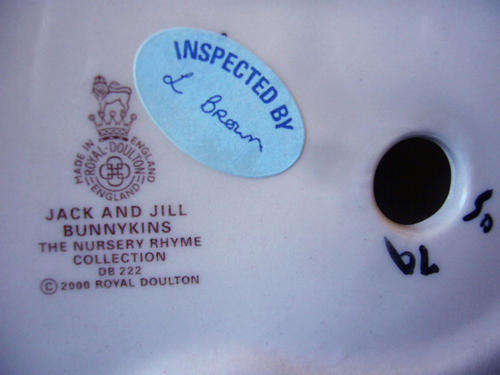 INSPECTED BY
L Brown
MADE IN ENGLAND
ROYAL DOULTON
ENGLAND
JACK AND JILL
BUNNYKINS
THE NURSERY RHYME
COLLECTION
DB 222
© 2000 ROYAL DOULTON